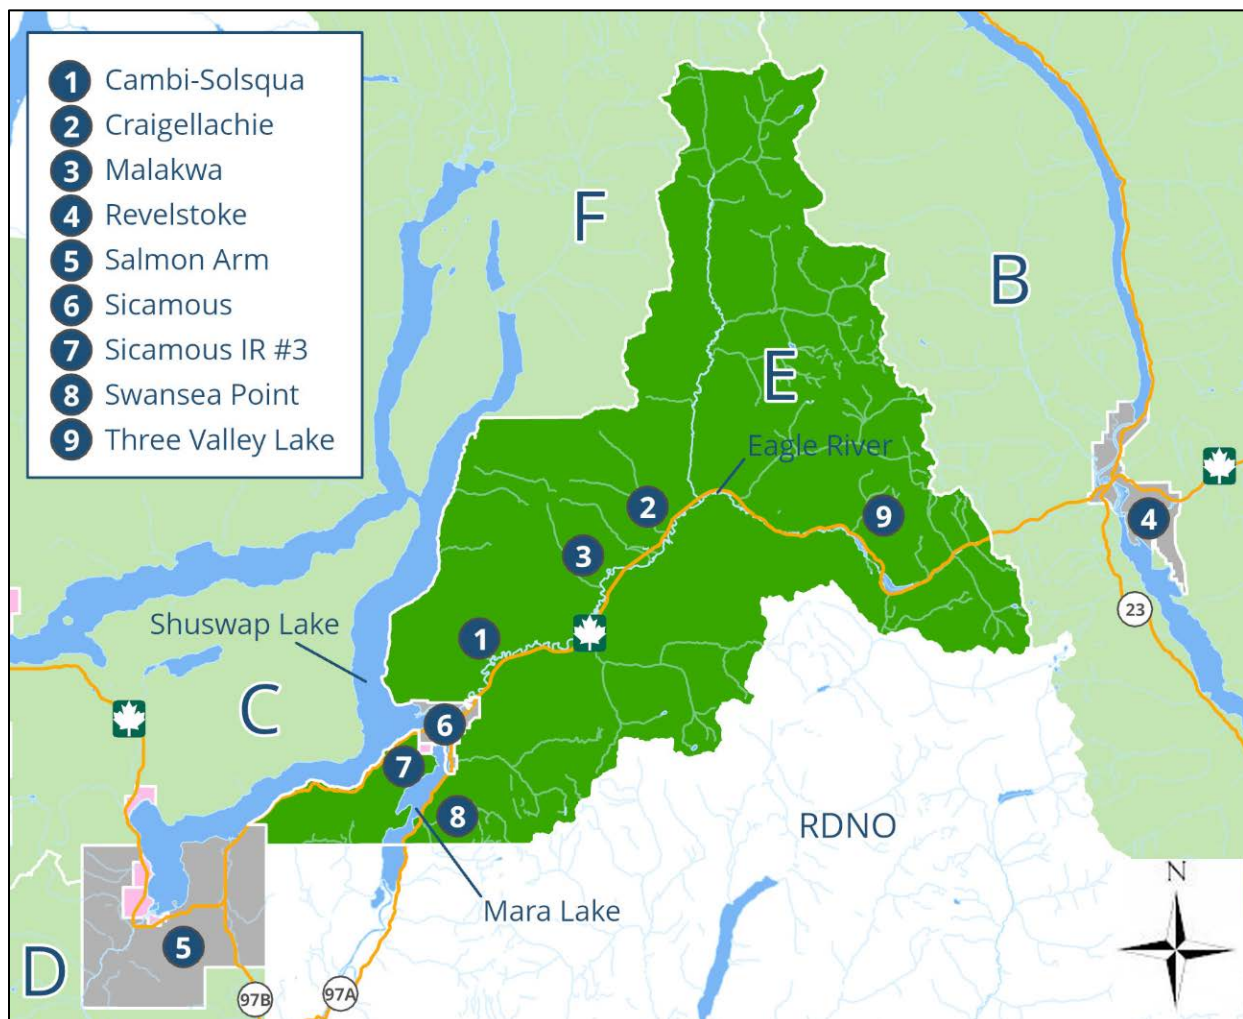 1 Cambi-Solsqua
2 Craigellachie
3 Malakwa
4 Revelstoke
5 Salmon Arm
6 Sicamous
7 Sicamous IR #3
8 Swansea Point
9 Three Valley Lake
F
B
E
Eagle River
2
9
4
3
23
Shuswap Lake
1
C
6
7
8
RDNO
N
Mara Lake
5
D
97B
97A